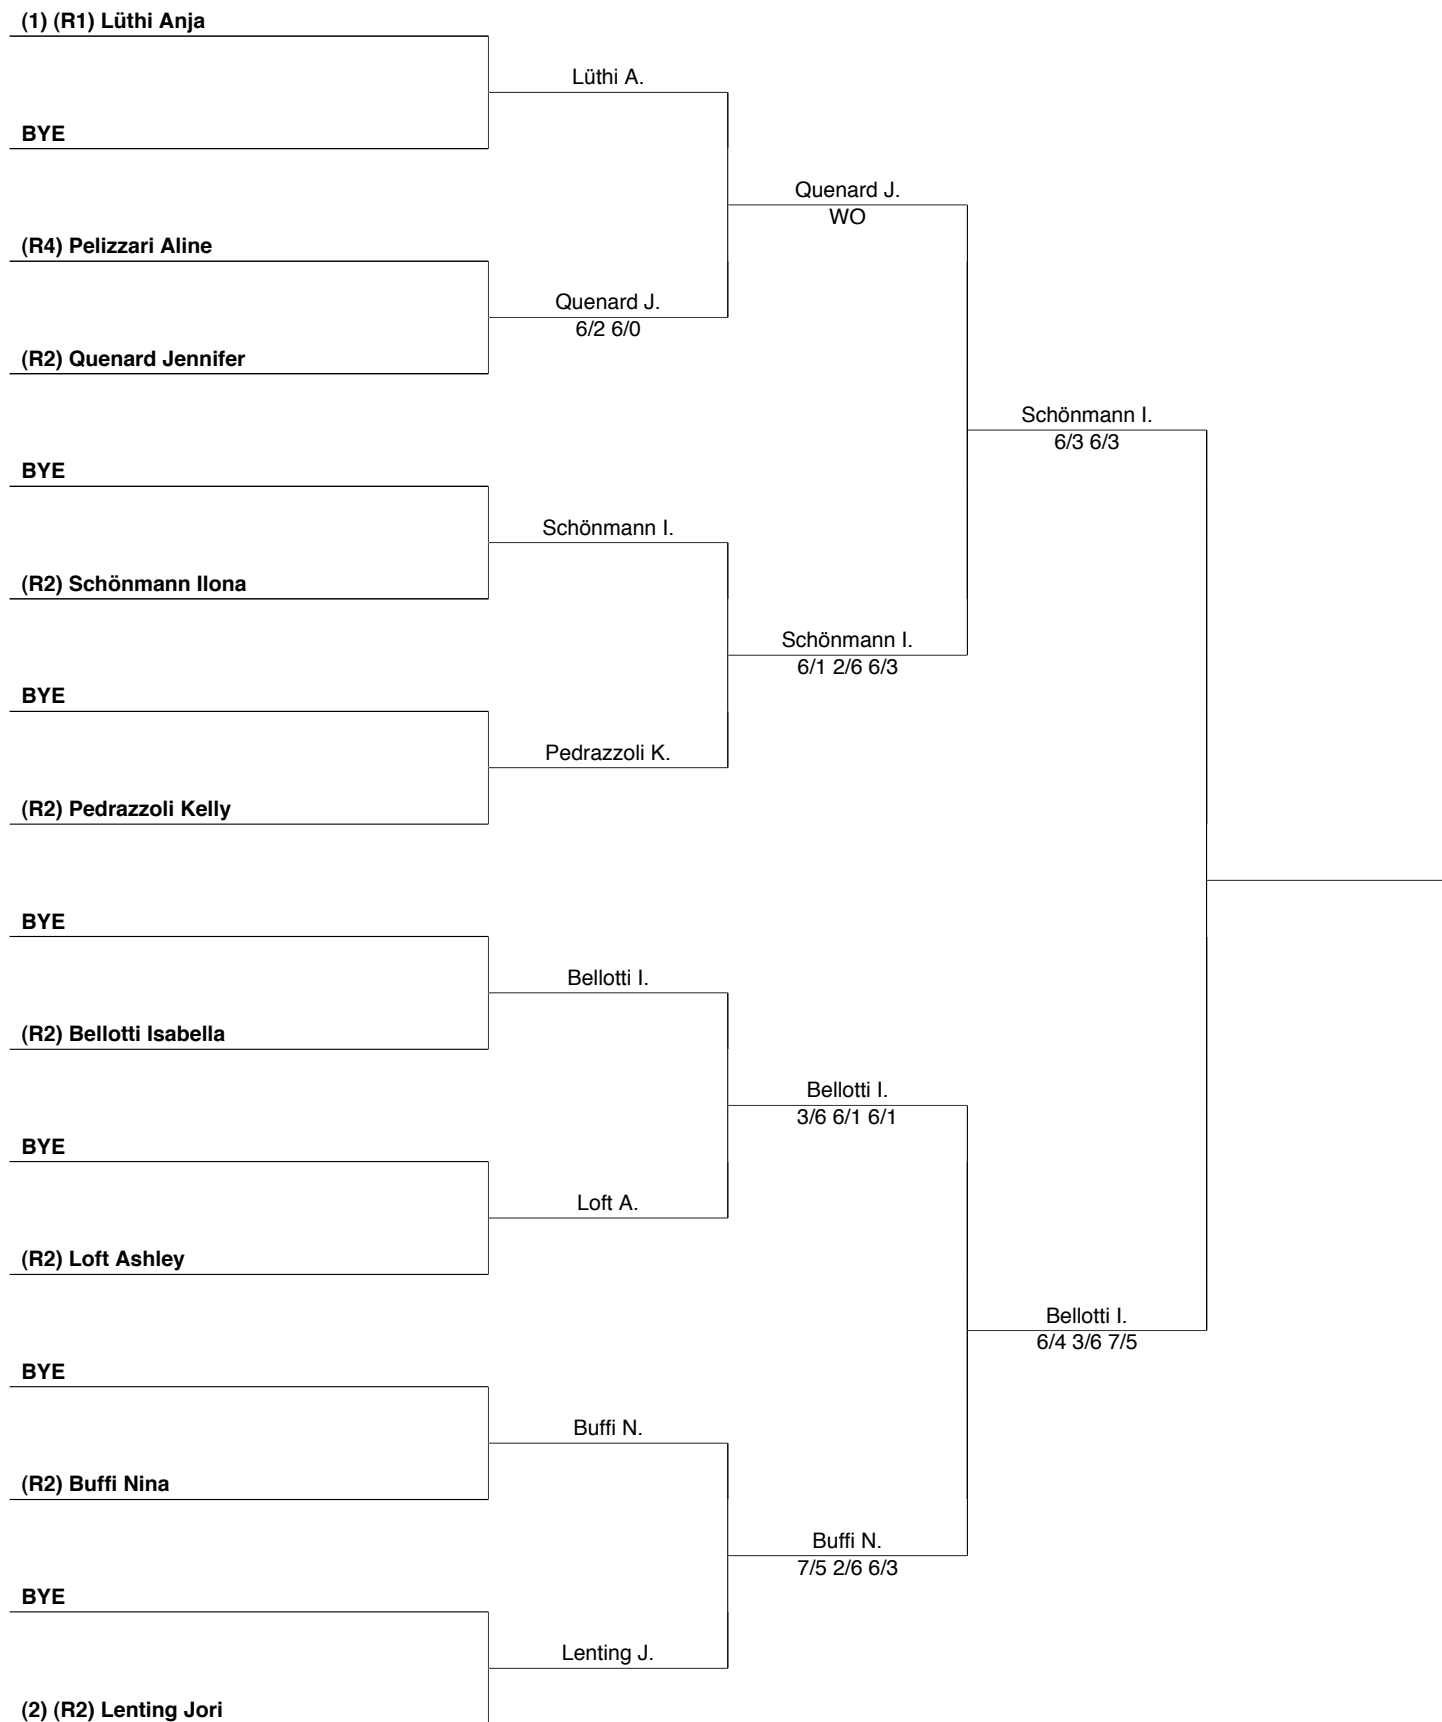 (1) (R1) Lüthi Anja
Lüthi A.
BYE
Quenard J.
WO
(R4) Pelizzari Aline
Quenard J.
6/2 6/0
(R2) Quenard Jennifer
Schönmann I.
6/3 6/3
BYE
Schönmann I.
(R2) Schönmann Ilona
Schönmann I.
6/1 2/6 6/3
BYE
Pedrazzoli K.
(R2) Pedrazzoli Kelly
BYE
Bellotti I.
(R2) Bellotti Isabella
Bellotti I.
3/6 6/1 6/1
BYE
Loft A.
(R2) Loft Ashley
Bellotti I.
6/4 3/6 7/5
BYE
Buffi N.
(R2) Buffi Nina
Buffi N.
7/5 2/6 6/3
BYE
Lenting J.
(2) (R2) Lenting Jori